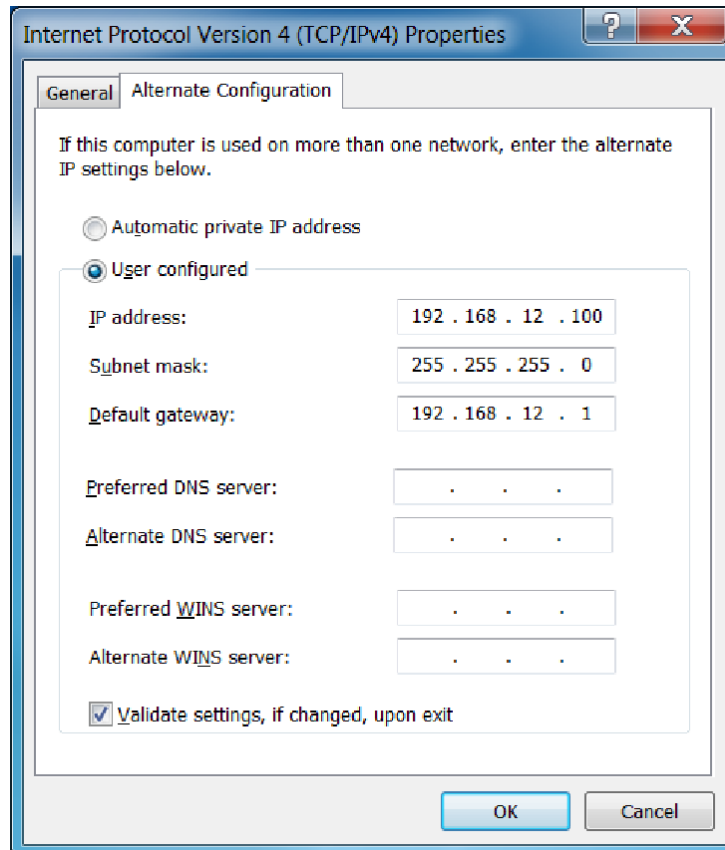 Internet Protocol Version 4 (TCP/IPv4) Properties
?
X
General
Alternate Configuration
If this computer is used on more than one network, enter the alternate
IP settings below.
Automatic private IP address
User configured
IP address: 192 . 168 . 12 . 100
Subnet mask: 255 . 255 . 255 . 0
Default gateway: 192 . 168 . 12 . 1
Preferred DNS server: . . .
Alternate DNS server: . . .
Preferred WINS server: . . .
Alternate WINS server: . . .
Validate settings, if changed, upon exit
OK
Cancel